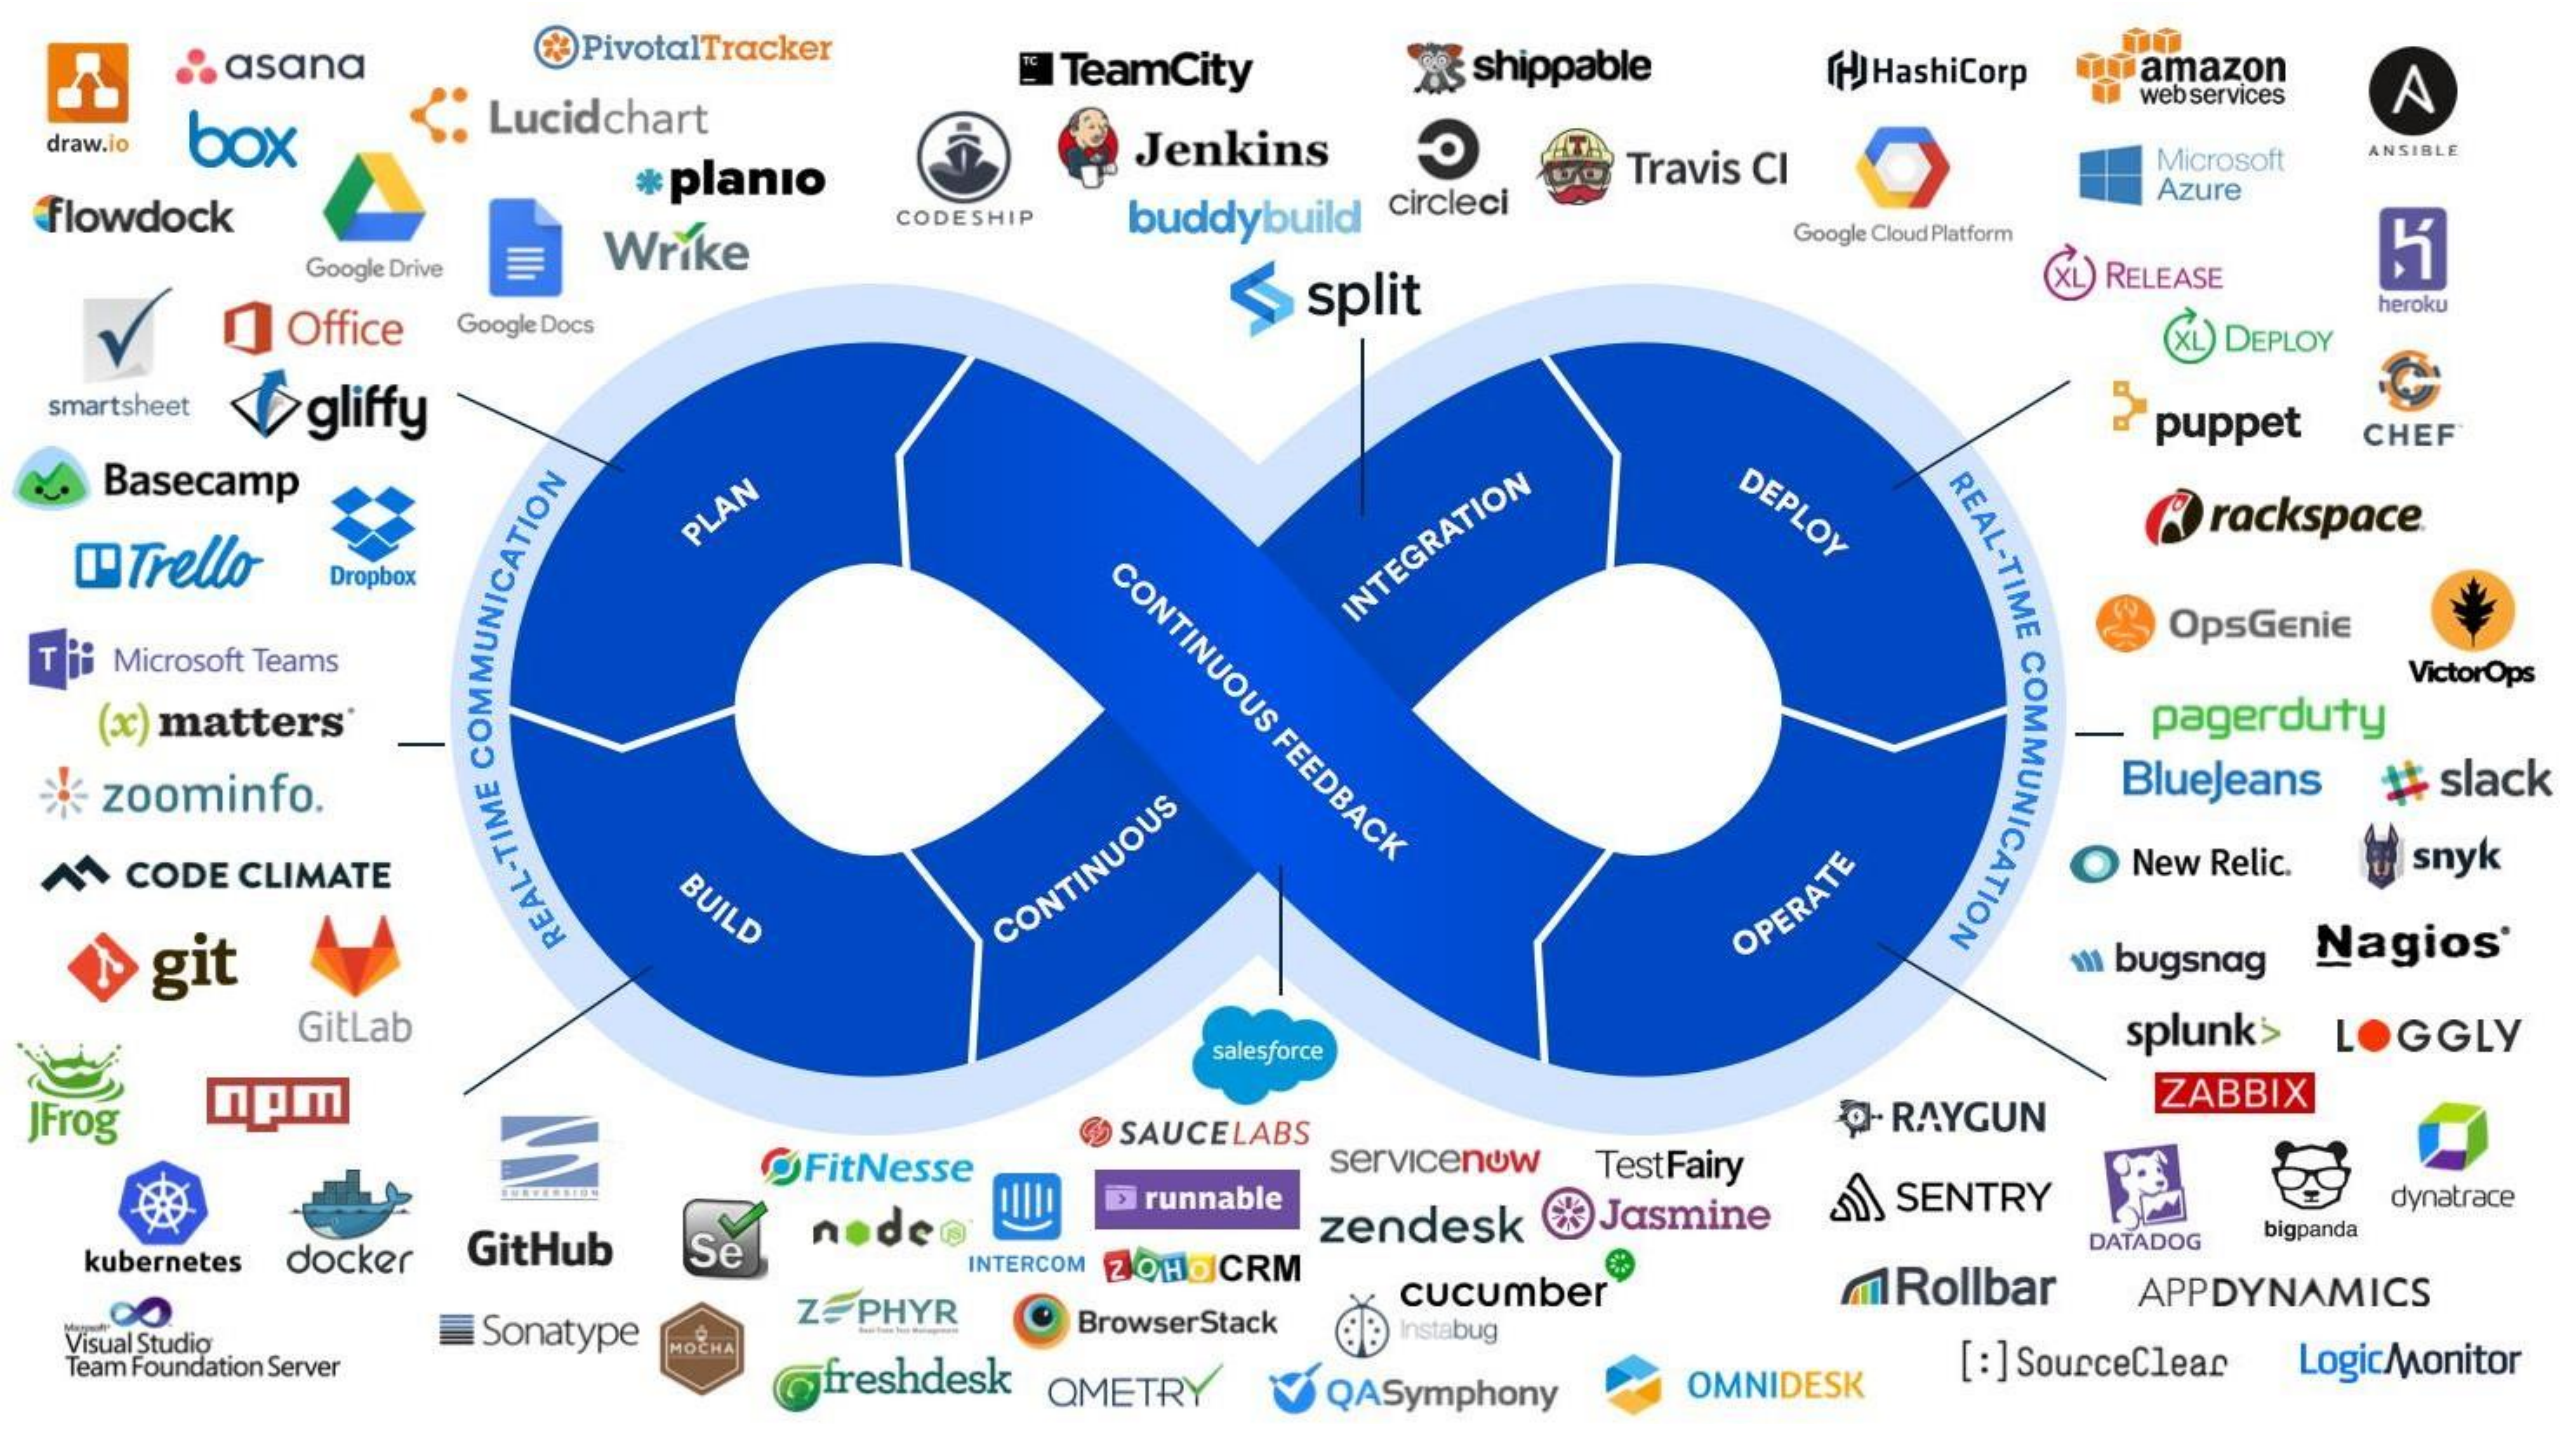 draw.io
asana
PivotalTracker
box
Lucidchart
flowdock
Google Drive
planio
Google Docs
Wrike
smartsheet
Office
gliffy
Basecamp
Trello
Dropbox
TC
TeamCity
shippable
CODESHIP
Jenkins
circleci
T
Travis CI
buddybuild
split
HashiCorp
amazon
web services
A
ANSIBLE
Google Cloud Platform
Microsoft
Azure
XL RELEASE
heroku
XL DEPLOY
puppet
CHEF
rackspace
PLAN
CONTINUOUS FEEDBACK
INTEGRATION
DEPLOY
BUILD
CONTINUOUS
OPERATE
REAL-TIME COMMUNICATION
REAL-TIME COMMUNICATION
T
Microsoft Teams
(x) matters
zoominfo.
OpsGenie
VictorOps
pagerduty
BlueJeans
slack
CODE CLIMATE
git
GitLab
JFrog
npm
kubernetes
docker
SUBVERSION
GitHub
Microsoft
Visual Studio
Team Foundation Server
Sonatype
salesforce
SAUCELABS
FitNesse
Se
node
JS
INTERCOM
runnable
servicenow
TestFairy
zendesk
Jasmine
ZOHO CRM
ZEPHYR
MOCHA
BrowserStack
cucumber
Instabug
freshdesk
QMETRY
QASymphony
OMNIDESK
New Relic.
snyk
bugsnag
Nagios
splunk>
LOGGLY
ZABBIX
RAYGUN
SENTRY
DATADOG
bigpanda
dynatrace
Rollbar
APPDYNAMICS
[:] SourceClear
LogicMonitor